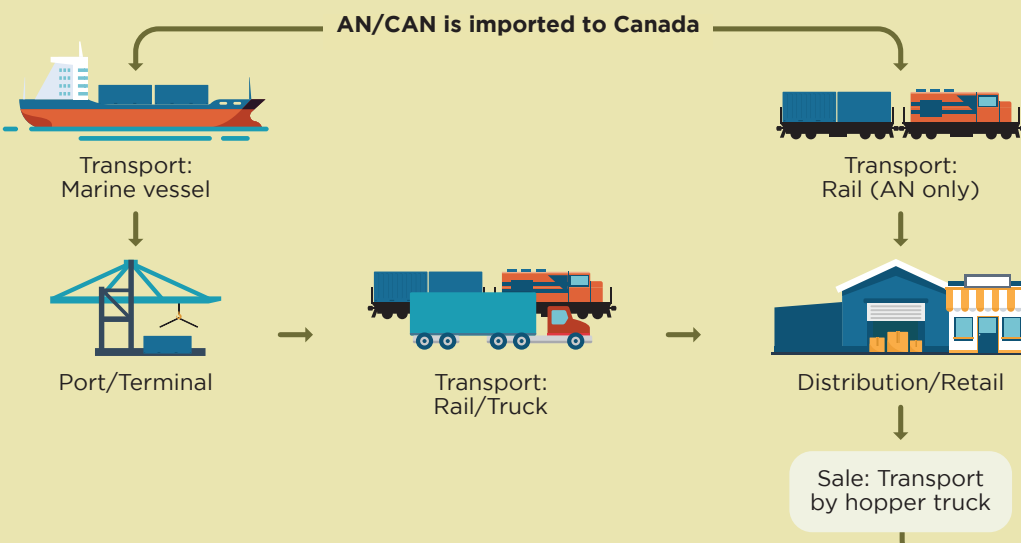 AN/CAN is imported to Canada
Transport:
Marine vessel
Transport:
Rail (AN only)
Port/Terminal
Transport:
Rail/Truck
Distribution/Retail
Sale: Transport
by hopper truck